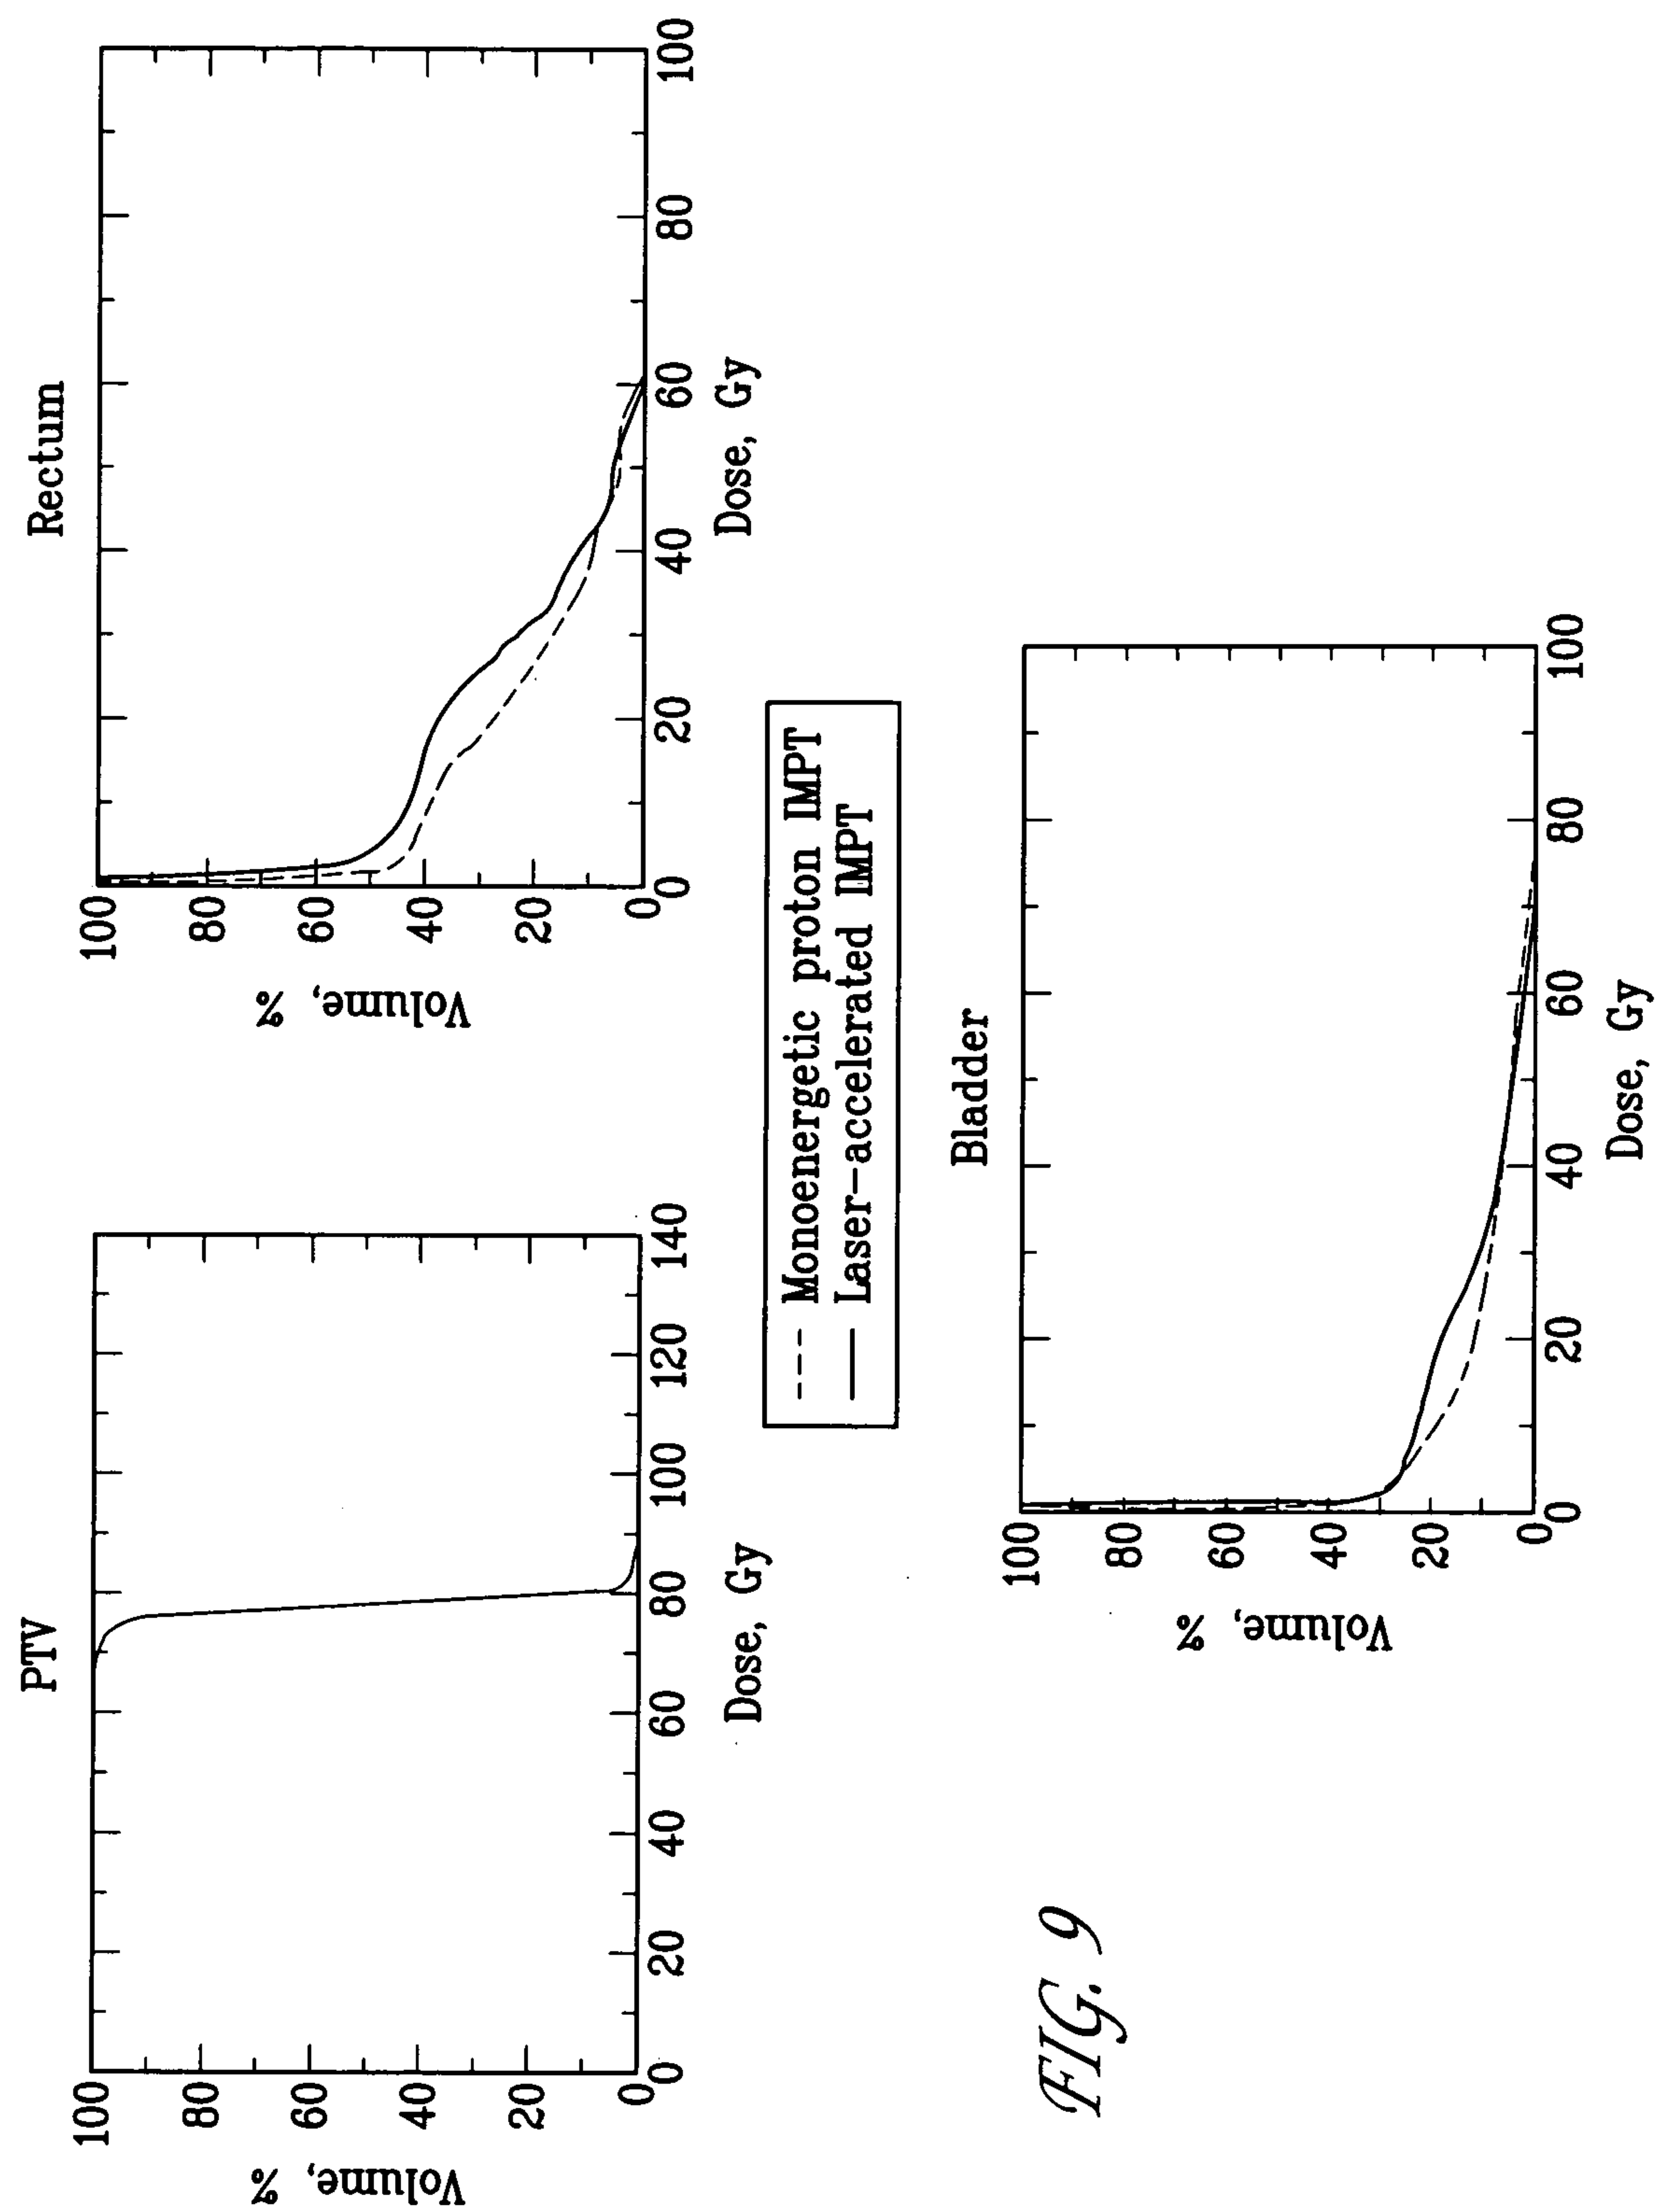 PTV
Volume, %
100
80
60
40
20
0
0 20 40 60 80 100 120 140
Dose, Gy
Rectum
Volume, %
100
80
60
40
20
0
0 20 40 60 80 100
Dose, Gy
Monoenergetic proton IMPT
Laser-accelerated IMPT
Bladder
Volume, %
100
80
60
40
20
0
0 20 40 60 80 100
Dose, Gy
FIG. 9